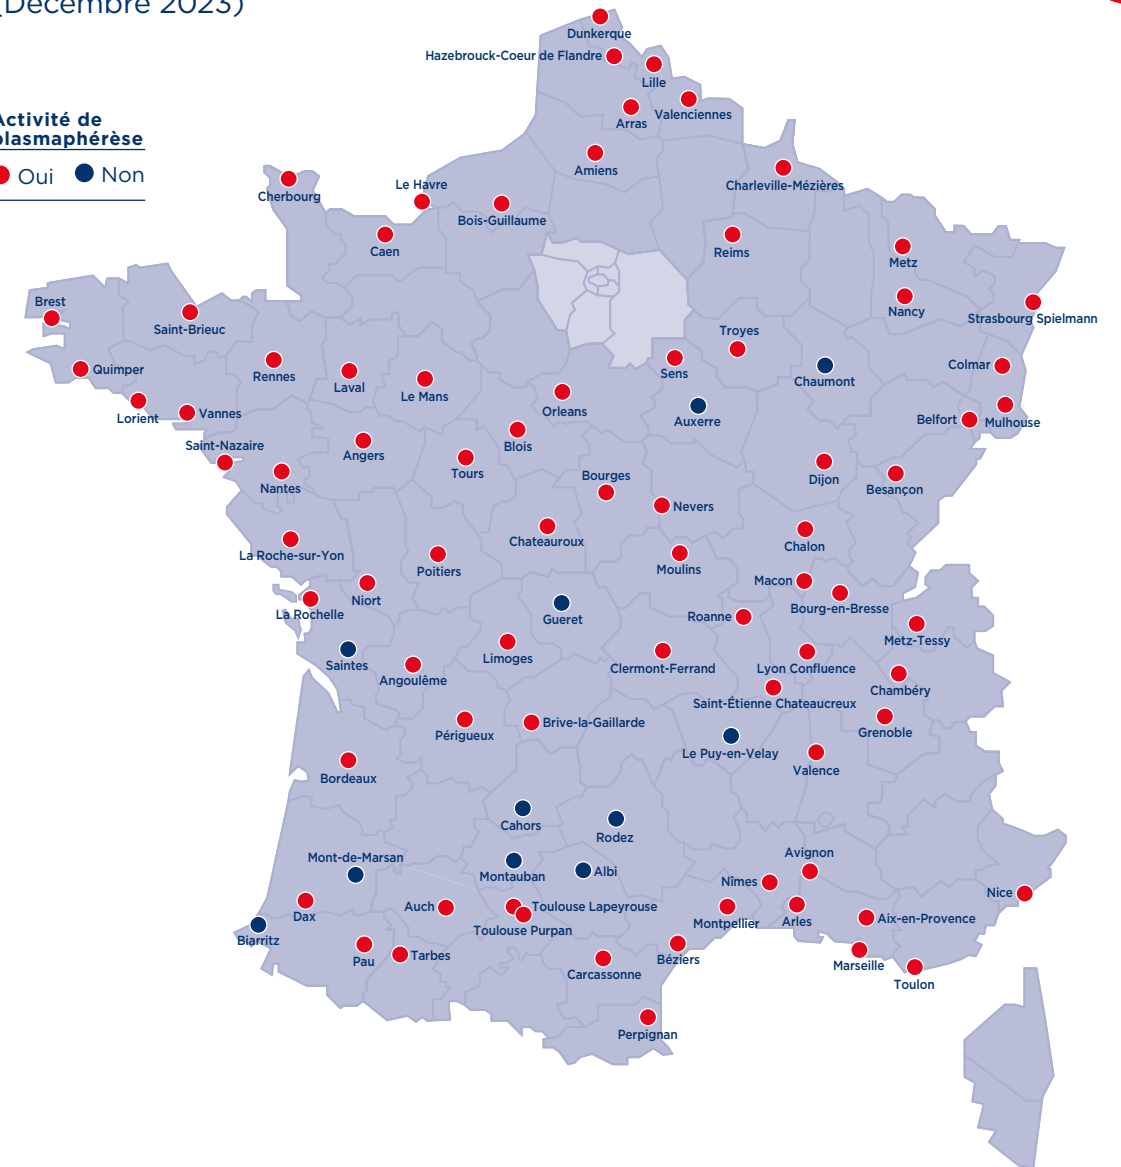 (Décembre 2023)
Activité de
plasmaphérèse
Oui Non
Dunkerque
Hazebrouck-Coeur de Flandre
Lille
Valenciennes
Arras
Amiens
Charleville-Mézières
Cherbourg
Le Havre
Bois-Guillaume
Caen
Reims
Metz
Nancy
Strasbourg Spielmann
Brest
Saint-Brieuc
Troyes
Sens
Chaumont
Colmar
Quimper
Rennes
Laval
Le Mans
Orleans
Auxerre
Lorient
Vannes
Belfort
Mulhouse
Saint-Nazaire
Angers
Blois
Tours
Nantes
Bourges
Dijon
Besançon
Nevers
Chateauroux
Chalon
La Roche-sur-Yon
Poitiers
Moulins
Macon
Niort
Bourg-en-Bresse
La Rochelle
Gueret
Roanne
Metz-Tessy
Saintes
Limoges
Clermont-Ferrand
Lyon Confluence
Angoulême
Chambéry
Saint-Étienne Chateaucreux
Périgueux
Brive-la-Gaillarde
Grenoble
Le Puy-en-Velay
Valence
Bordeaux
Cahors
Rodez
Mont-de-Marsan
Montauban
Albi
Avignon
Nîmes
Nice
Dax
Auch
Toulouse Lapeyrouse
Toulouse Purpan
Montpellier
Arles
Aix-en-Provence
Biarritz
Pau
Tarbes
Carcassonne
Béziers
Marseille
Toulon
Perpignan